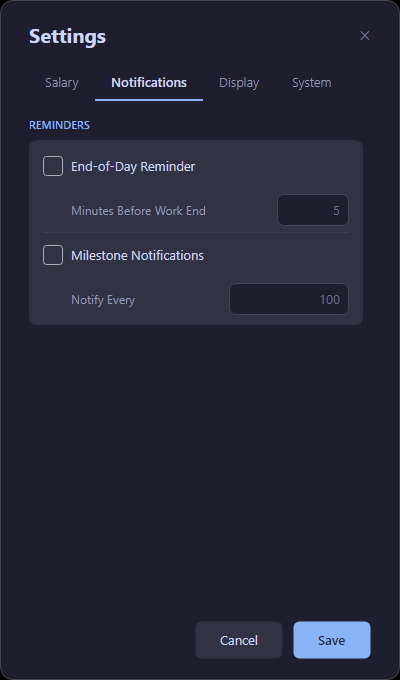 Settings
Salary Notifications Display System
REMINDERS
End-of-Day Reminder
Minutes Before Work End 5
Milestone Notifications
Notify Every 100
Cancel Save